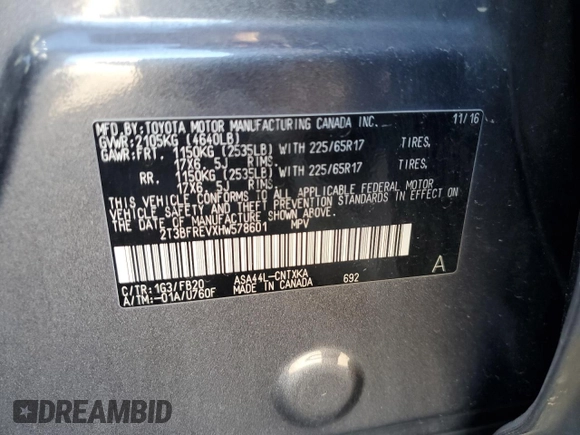 MFD.BY:TOYOTA MOTOR MANUFACTURING CANADA INC. 11/16
GVWR:2105KG (4640LB)
GAWR:FRT. 1150KG (2535LB) WITH 225/65R17 TIRES.
17X6.5J RIMS.
RR. 1150KG (2535LB) WITH 225/65R17 TIRES.
17X6.5J RIMS.
THIS VEHICLE CONFORMS TO ALL APPLICABLE FEDERAL MOTOR
VEHICLE SAFETY AND THEFT PREVENTION STANDARDS IN EFFECT ON
THE DATE OF MANUFACTURE SHOWN ABOVE.
2T3BFREVXHW578601 MPV
C/TR:1G3/FB20 ASA44L-CNTXKA 692 A
A/TM:-01A/U760F MADE IN CANADA
DREAMBID